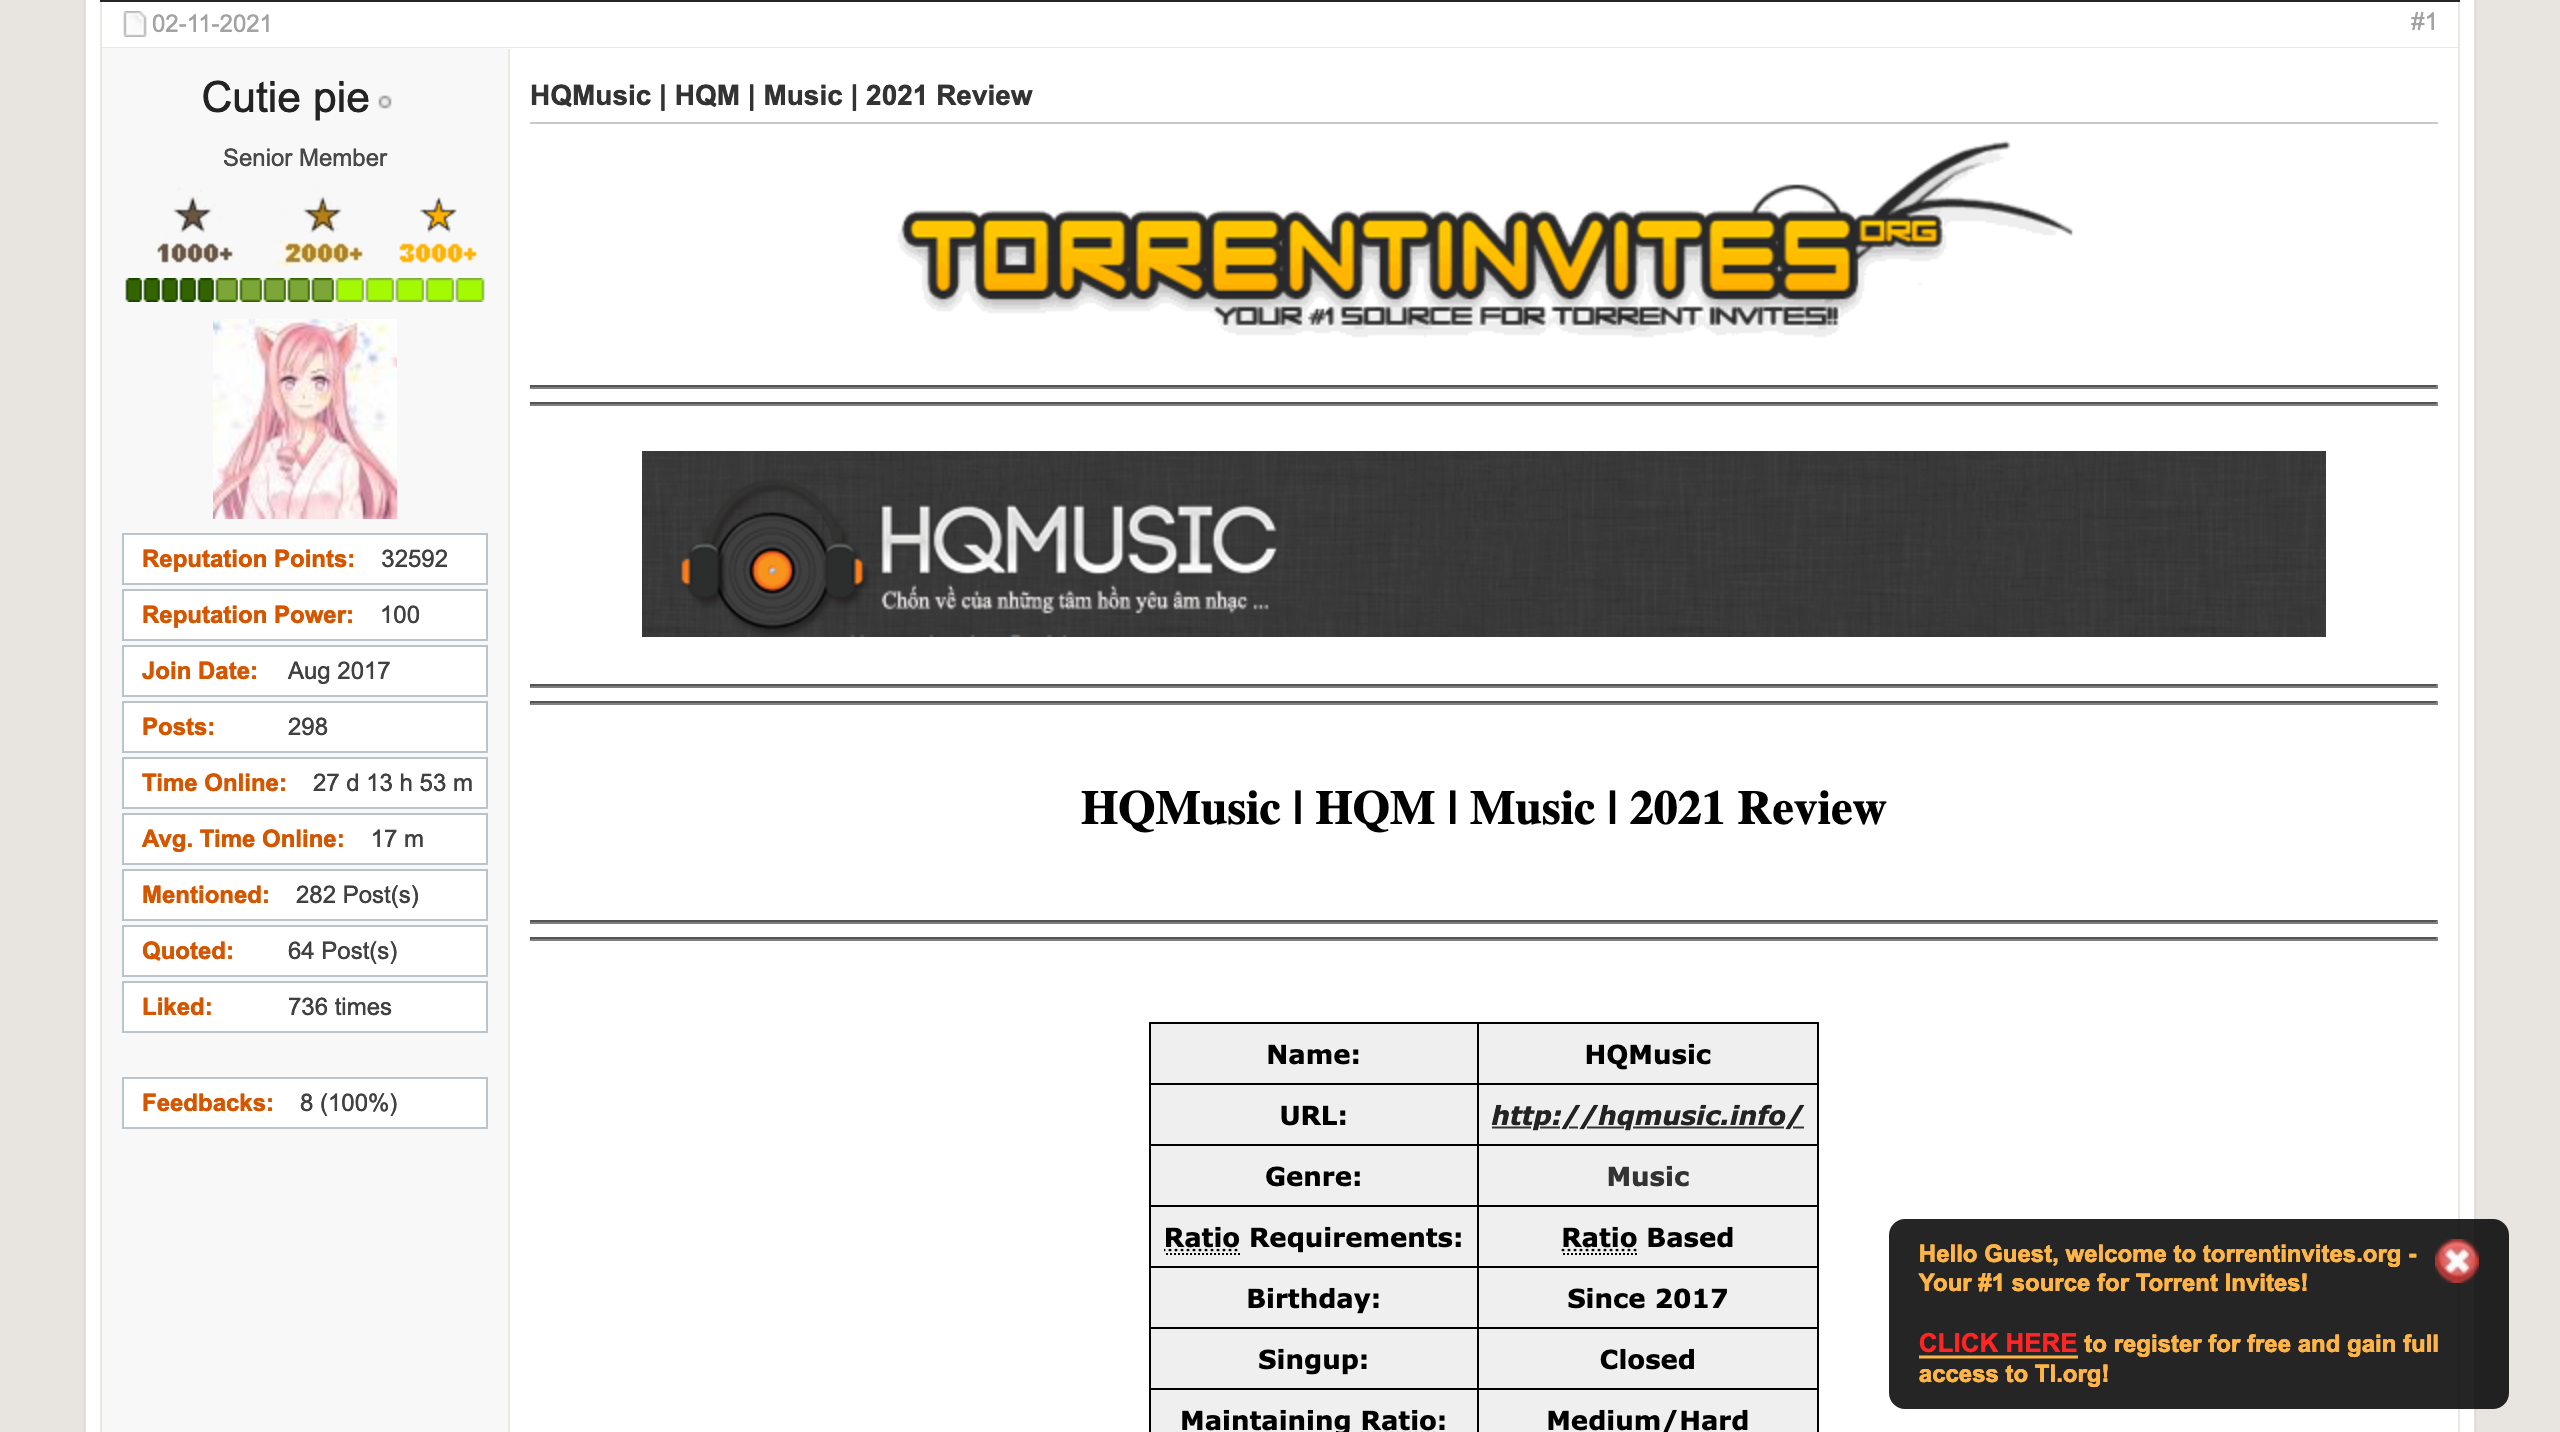 02-11-2021
#1
Cutie pie
Senior Member
1000+ 2000+ 3000+
Reputation Points: 32592
Reputation Power: 100
Join Date: Aug 2017
Posts: 298
Time Online: 27 d 13 h 53 m
Avg. Time Online: 17 m
Mentioned: 282 Post(s)
Quoted: 64 Post(s)
Liked: 736 times
Feedbacks: 8 (100%)
HQMusic | HQM | Music | 2021 Review
TORRENTINVITES ORG
YOUR #1 SOURCE FOR TORRENT INVITES!!
HQMUSIC
Chốn về của những tâm hồn yêu âm nhạc ...
HQMusic | HQM | Music | 2021 Review
Name: HQMusic
URL: http://hqmusic.info/
Genre: Music
Ratio Requirements: Ratio Based
Birthday: Since 2017
Singup: Closed
Maintaining Ratio: Medium/Hard
Hello Guest, welcome to torrentinvites.org -
Your #1 source for Torrent Invites!
CLICK HERE to register for free and gain full
access to TI.org!